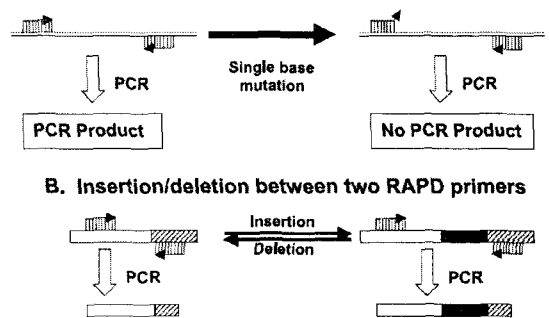 PCR
Single base
mutation
PCR
PCR Product
No PCR Product
B. Insertion/deletion between two RAPD primers
Insertion
Deletion
PCR
PCR